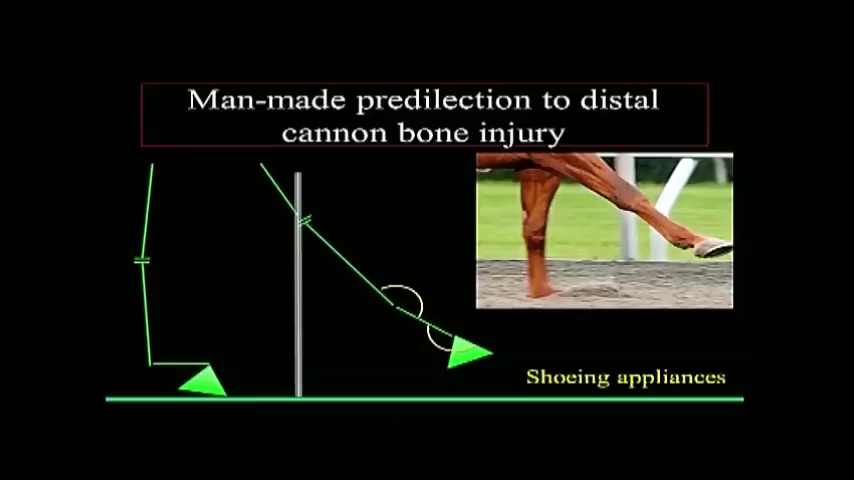 Man-made predilection to distal
cannon bone injury
Shoeing appliances